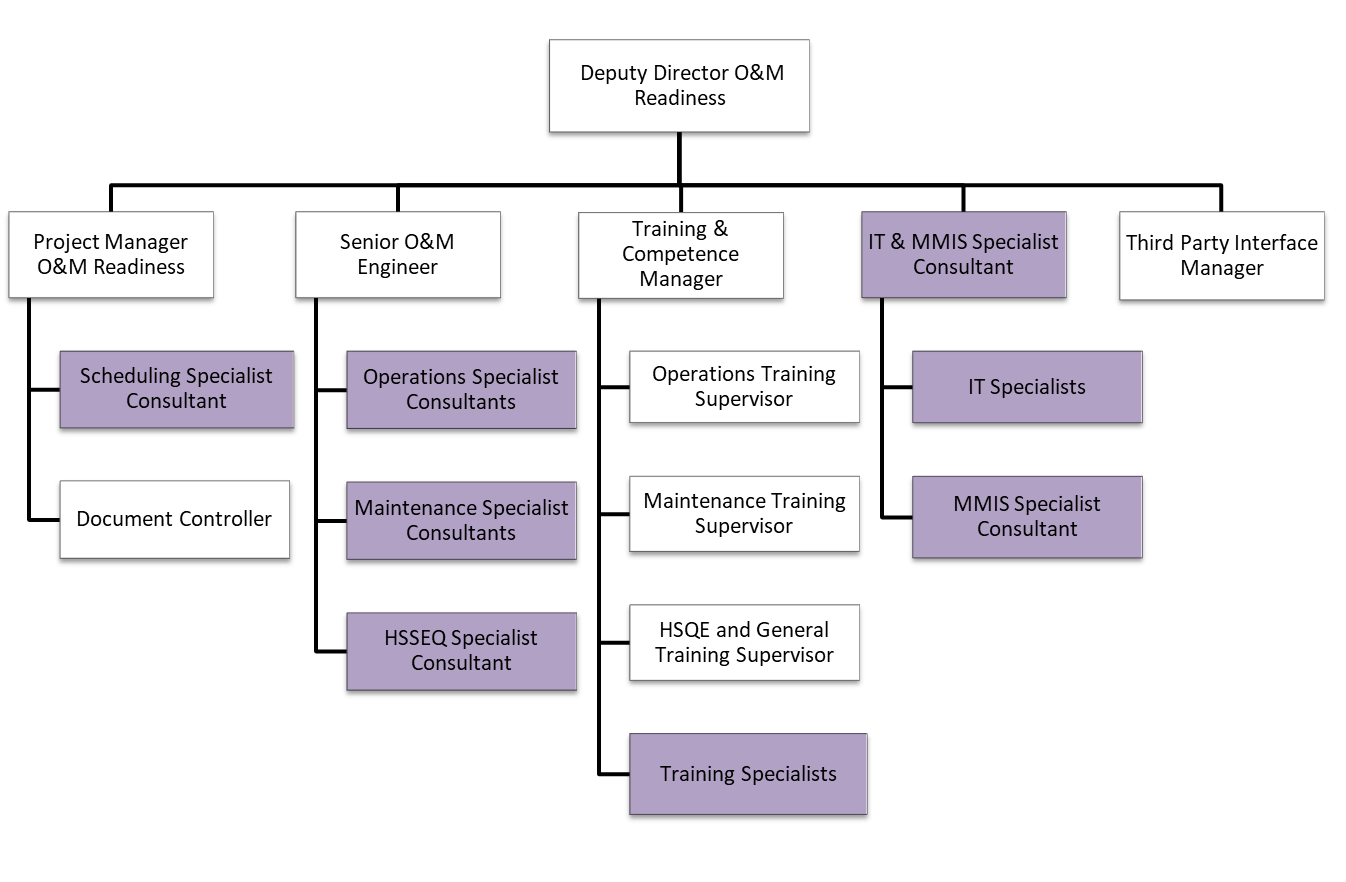 Deputy Director O&M
Readiness
Project Manager
O&M Readiness
Senior O&M
Engineer
Training &
Competence
Manager
IT & MMIS Specialist
Consultant
Third Party Interface
Manager
Scheduling Specialist
Consultant
Document Controller
Operations Specialist
Consultants
Maintenance Specialist
Consultants
HSSEQ Specialist
Consultant
Operations Training
Supervisor
Maintenance Training
Supervisor
HSQE and General
Training Supervisor
Training Specialists
IT Specialists
MMIS Specialist
Consultant